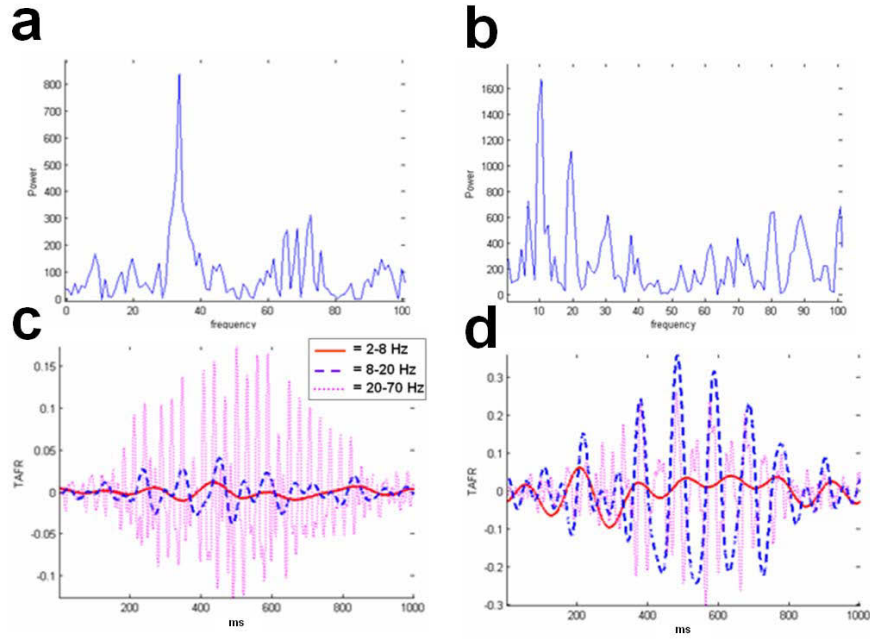 a
800
700
600
500
400
300
200
100
0
Power
0 20 40 60 80 100
frequency
b
1600
1400
1200
1000
800
600
400
200
0
Power
10 20 30 40 50 60 70 80 90 100
frequency
c
0.15
0.1
0.05
0
-0.05
-0.1
TAFR
200 400 600 800 1000
ms
= 2-8 Hz
= 8-20 Hz
= 20-70 Hz
d
0.3
0.2
0.1
0
-0.1
-0.2
-0.3
TAFR
200 400 600 800 1000
ms